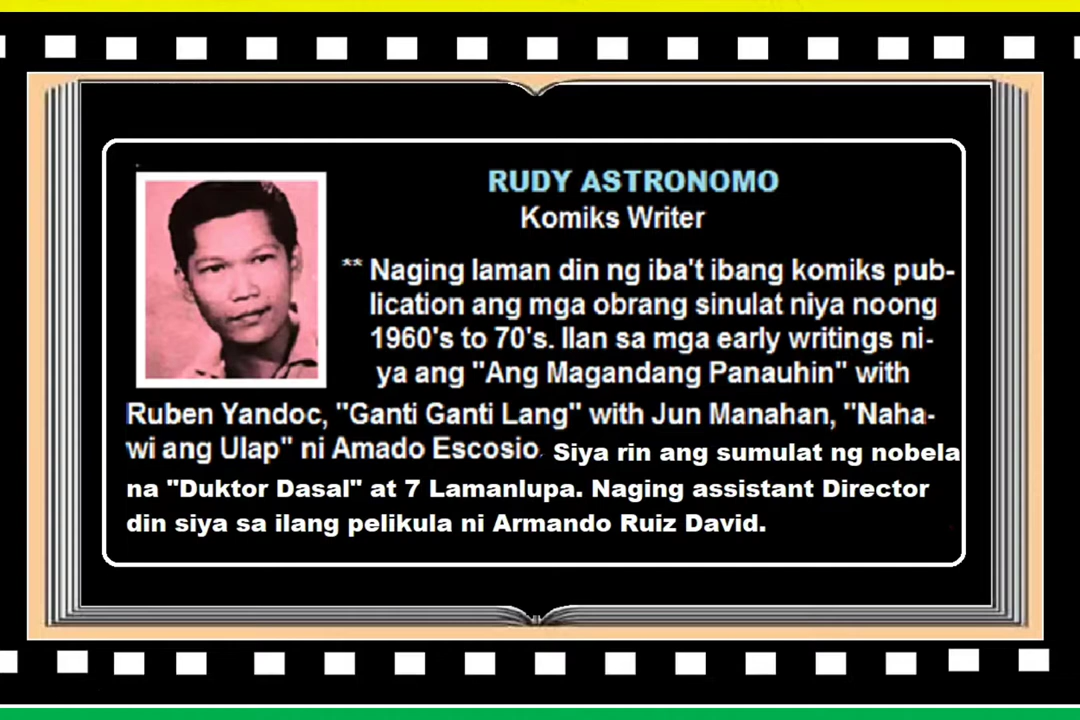 RUDY ASTRONOMO
Komiks Writer
** Naging laman din ng iba't ibang komiks pub-
lication ang mga obrang sinulat niya noong
1960's to 70's. Ilan sa mga early writings ni-
ya ang "Ang Magandang Panauhin" with
Ruben Yandoc, "Ganti Ganti Lang" with Jun Manahan, "Naha-
wi ang Ulap" ni Amado Escosio. Siya rin ang sumulat ng nobela
na "Duktor Dasal" at 7 Lamanlupa. Naging assistant Director
din siya sa ilang pelikula ni Armando Ruiz David.